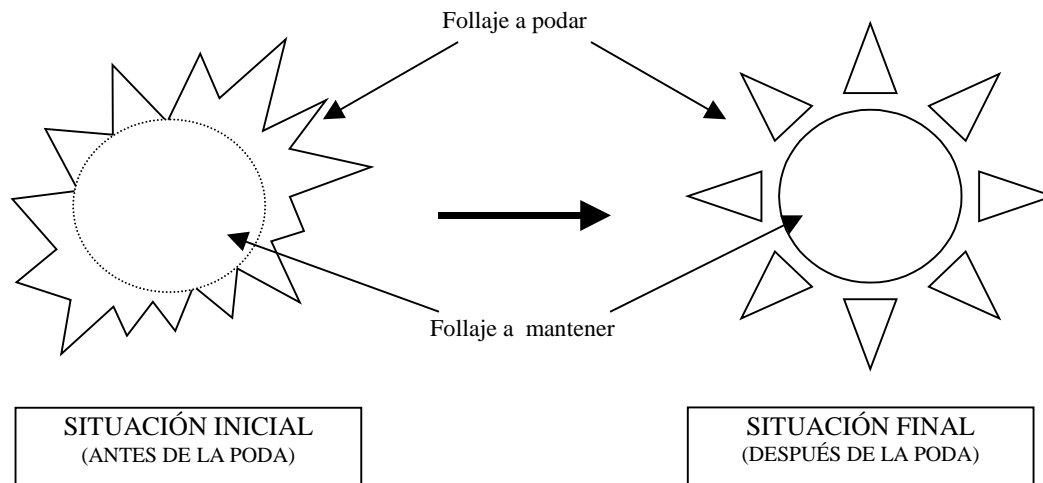 Follaje a podar
Follaje a mantener
SITUACIÓN INICIAL
(ANTES DE LA PODA)
SITUACIÓN FINAL
(DESPUÉS DE LA PODA)